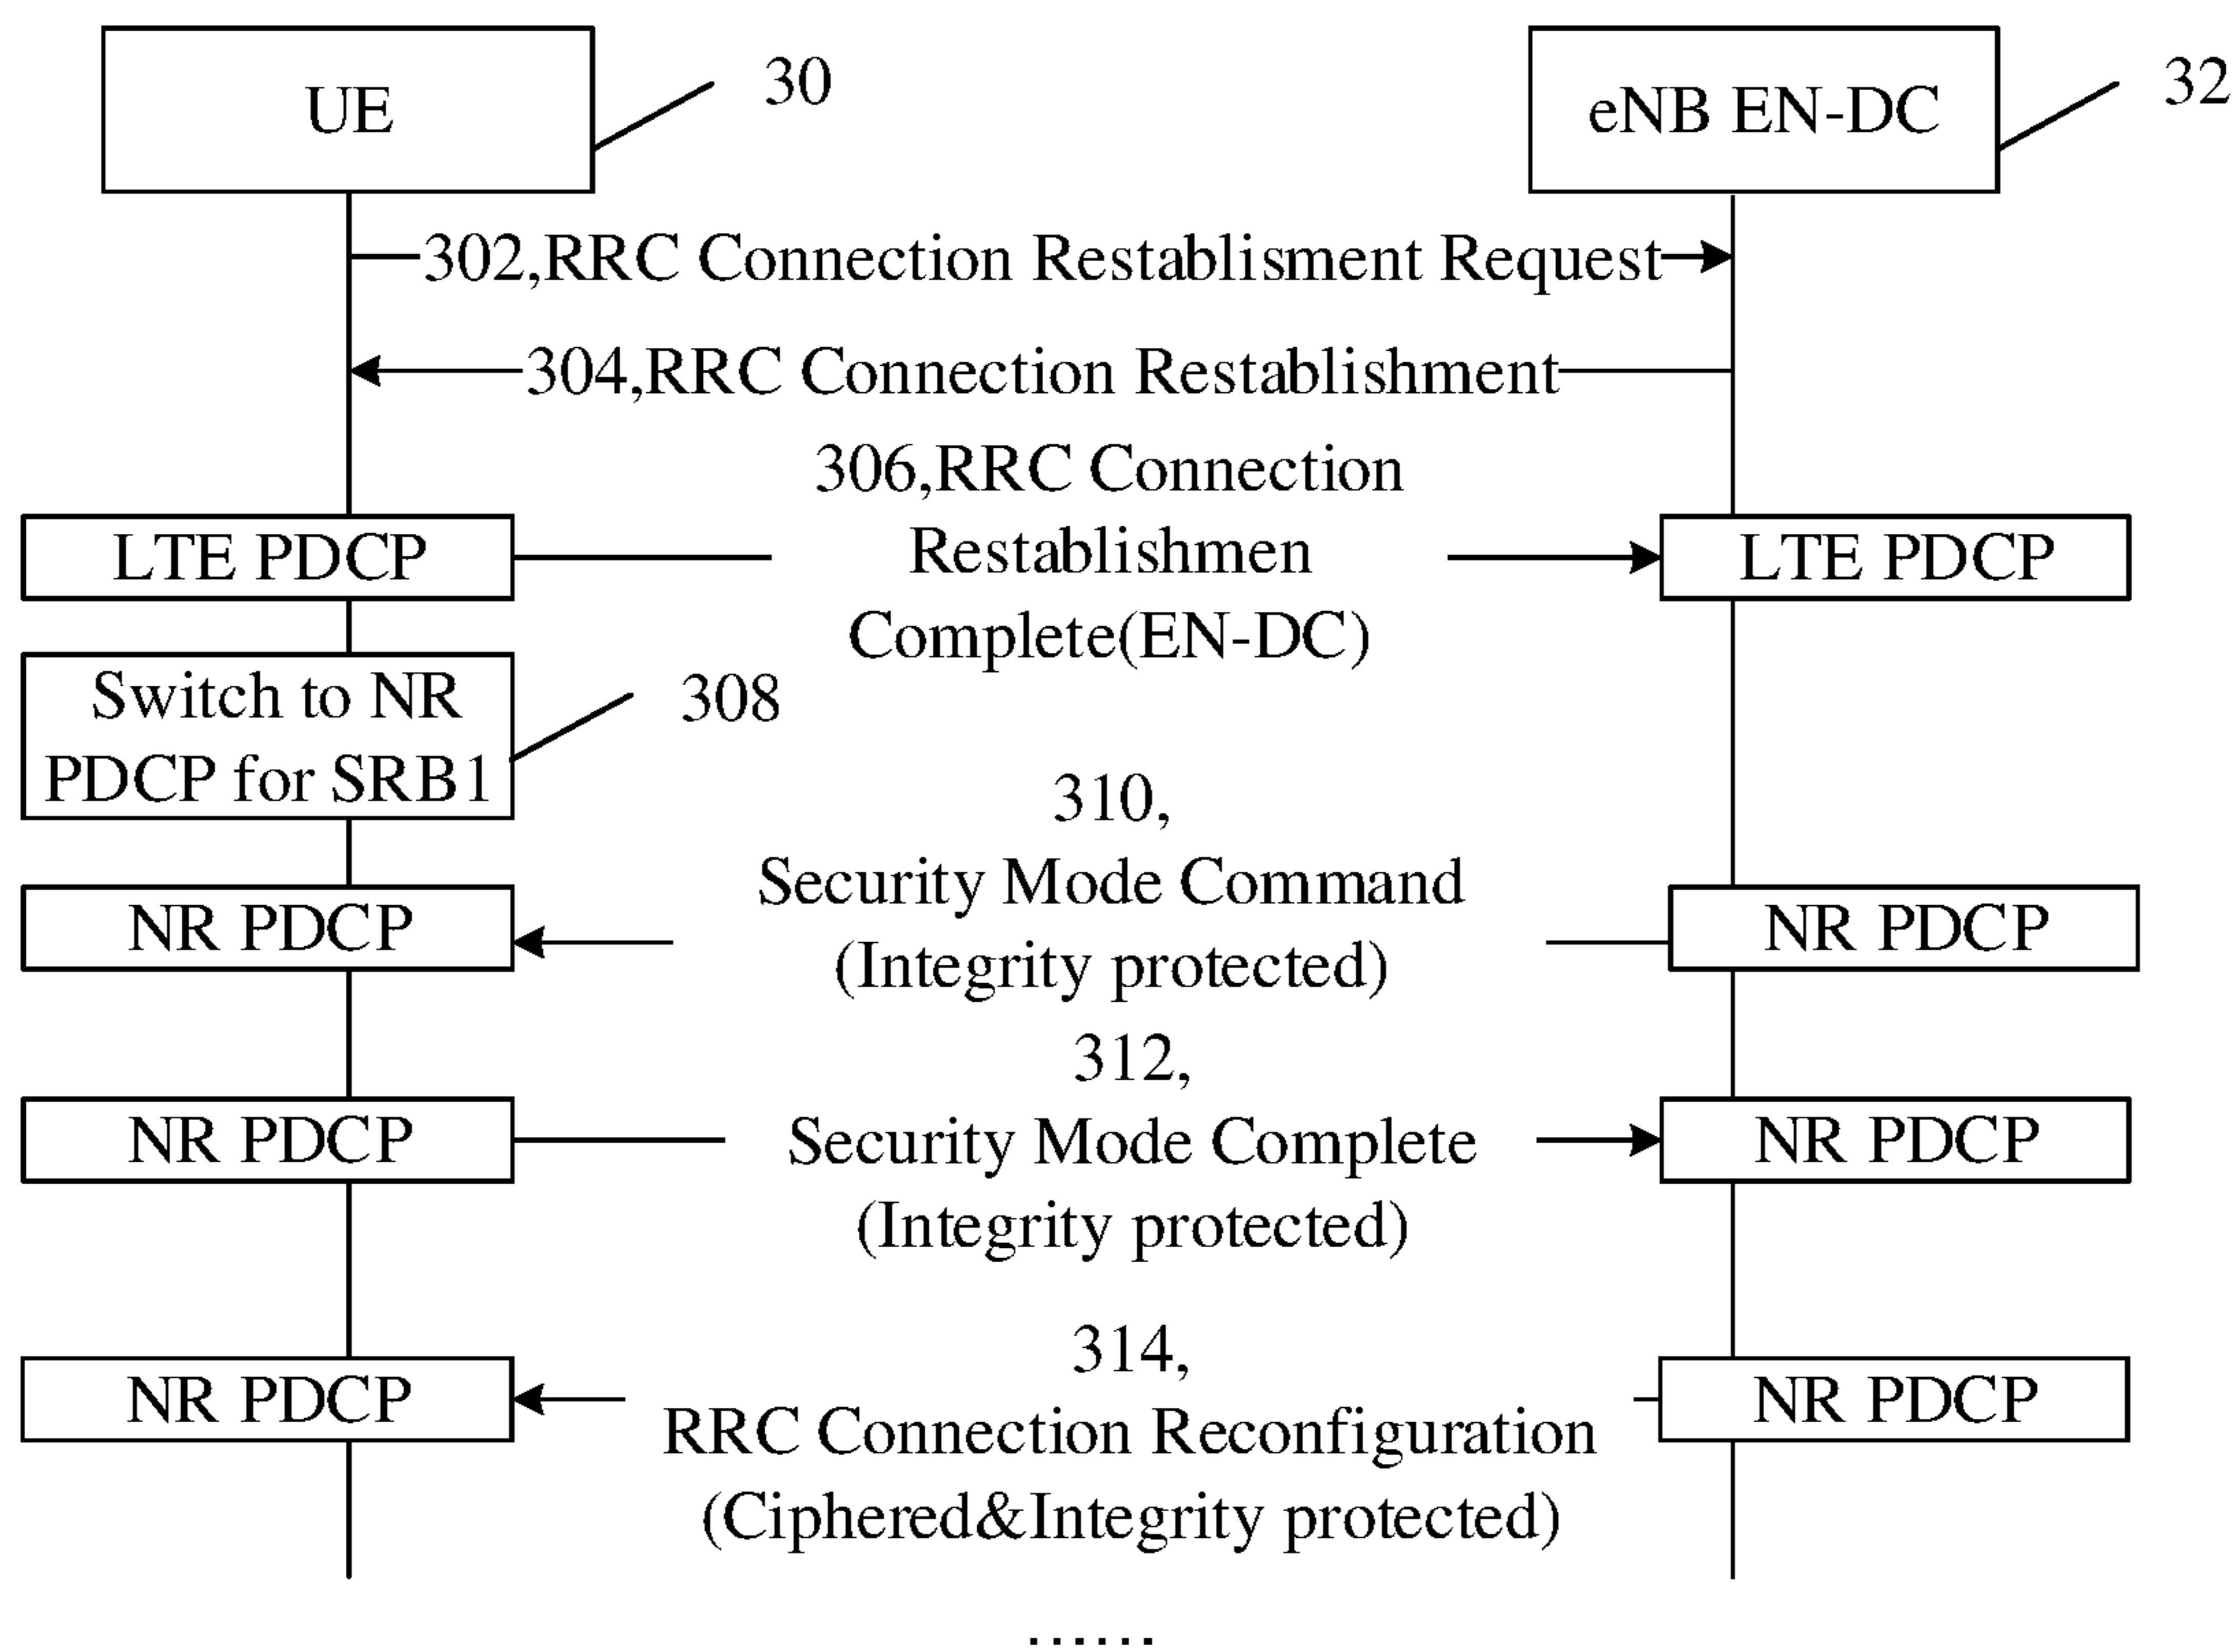 UE
30
eNB EN-DC
32
302,RRC Connection Restablisment Request
304,RRC Connection Restablishment
306,RRC Connection
Restablishmen
Complete(EN-DC)
LTE PDCP
LTE PDCP
Switch to NR
PDCP for SRB1
308
310,
Security Mode Command
(Integrity protected)
NR PDCP
NR PDCP
312,
Security Mode Complete
(Integrity protected)
NR PDCP
NR PDCP
314,
RRC Connection Reconfiguration
(Ciphered&Integrity protected)
NR PDCP
NR PDCP
......